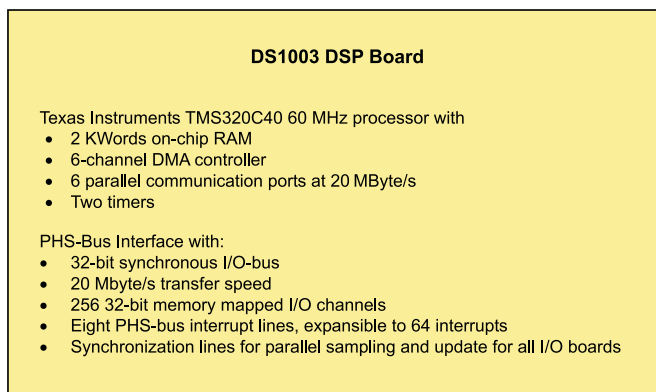 DS1003 DSP Board
Texas Instruments TMS320C40 60 MHz processor with
• 2 KWords on-chip RAM
• 6-channel DMA controller
• 6 parallel communication ports at 20 MByte/s
• Two timers
PHS-Bus Interface with:
• 32-bit synchronous I/O-bus
• 20 Mbyte/s transfer speed
• 256 32-bit memory mapped I/O channels
• Eight PHS-bus interrupt lines, expansible to 64 interrupts
• Synchronization lines for parallel sampling and update for all I/O boards